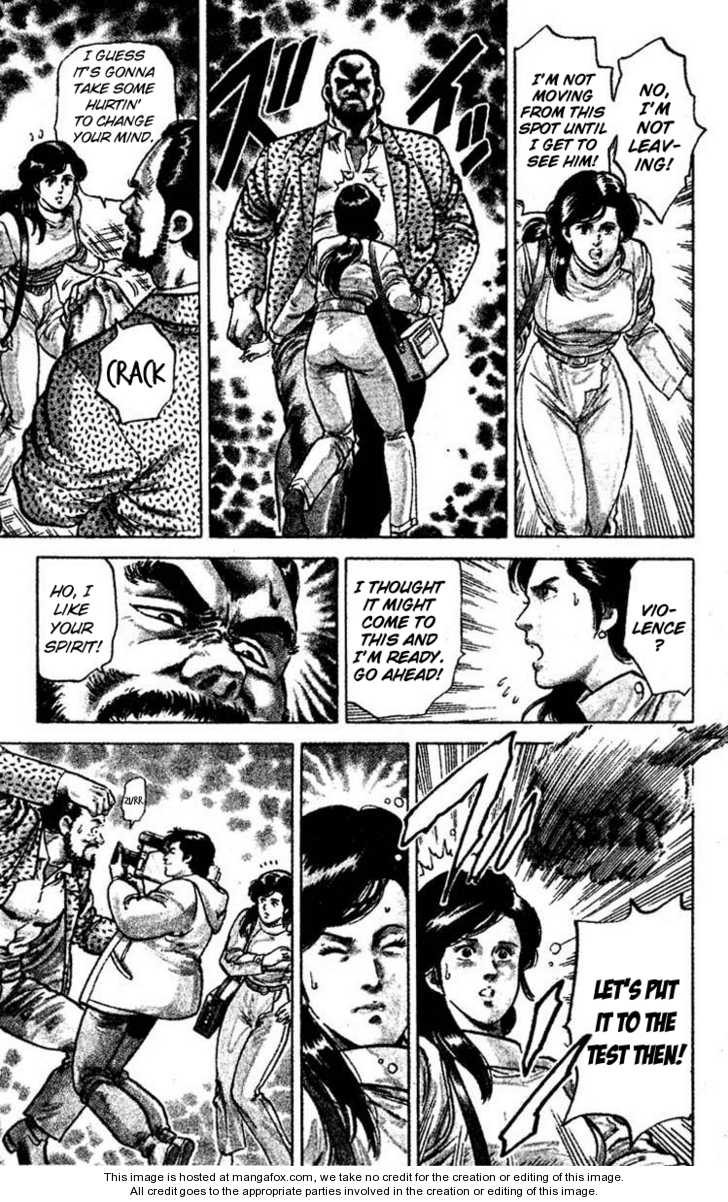 NO,
I'M
NOT
LEAV-
ING!
I'M NOT
MOVING
FROM THIS
SPOT UNTIL
I GET TO
SEE HIM!
ズイ
I GUESS
IT'S GONNA
TAKE SOME
HURTIN'
TO CHANGE
YOUR MIND.
CRACK
VIO-
LENCE
?
I THOUGHT
IT MIGHT
COME TO
THIS AND
I'M READY.
GO AHEAD!
HO, I
LIKE
YOUR
SPIRIT!
LET'S PUT
IT TO THE
TEST THEN!
This image is hosted at mangafox.com, we take no credit for the creation or editing of this image.
All credit goes to the appropriate parties involved in the creation or editing of this image.